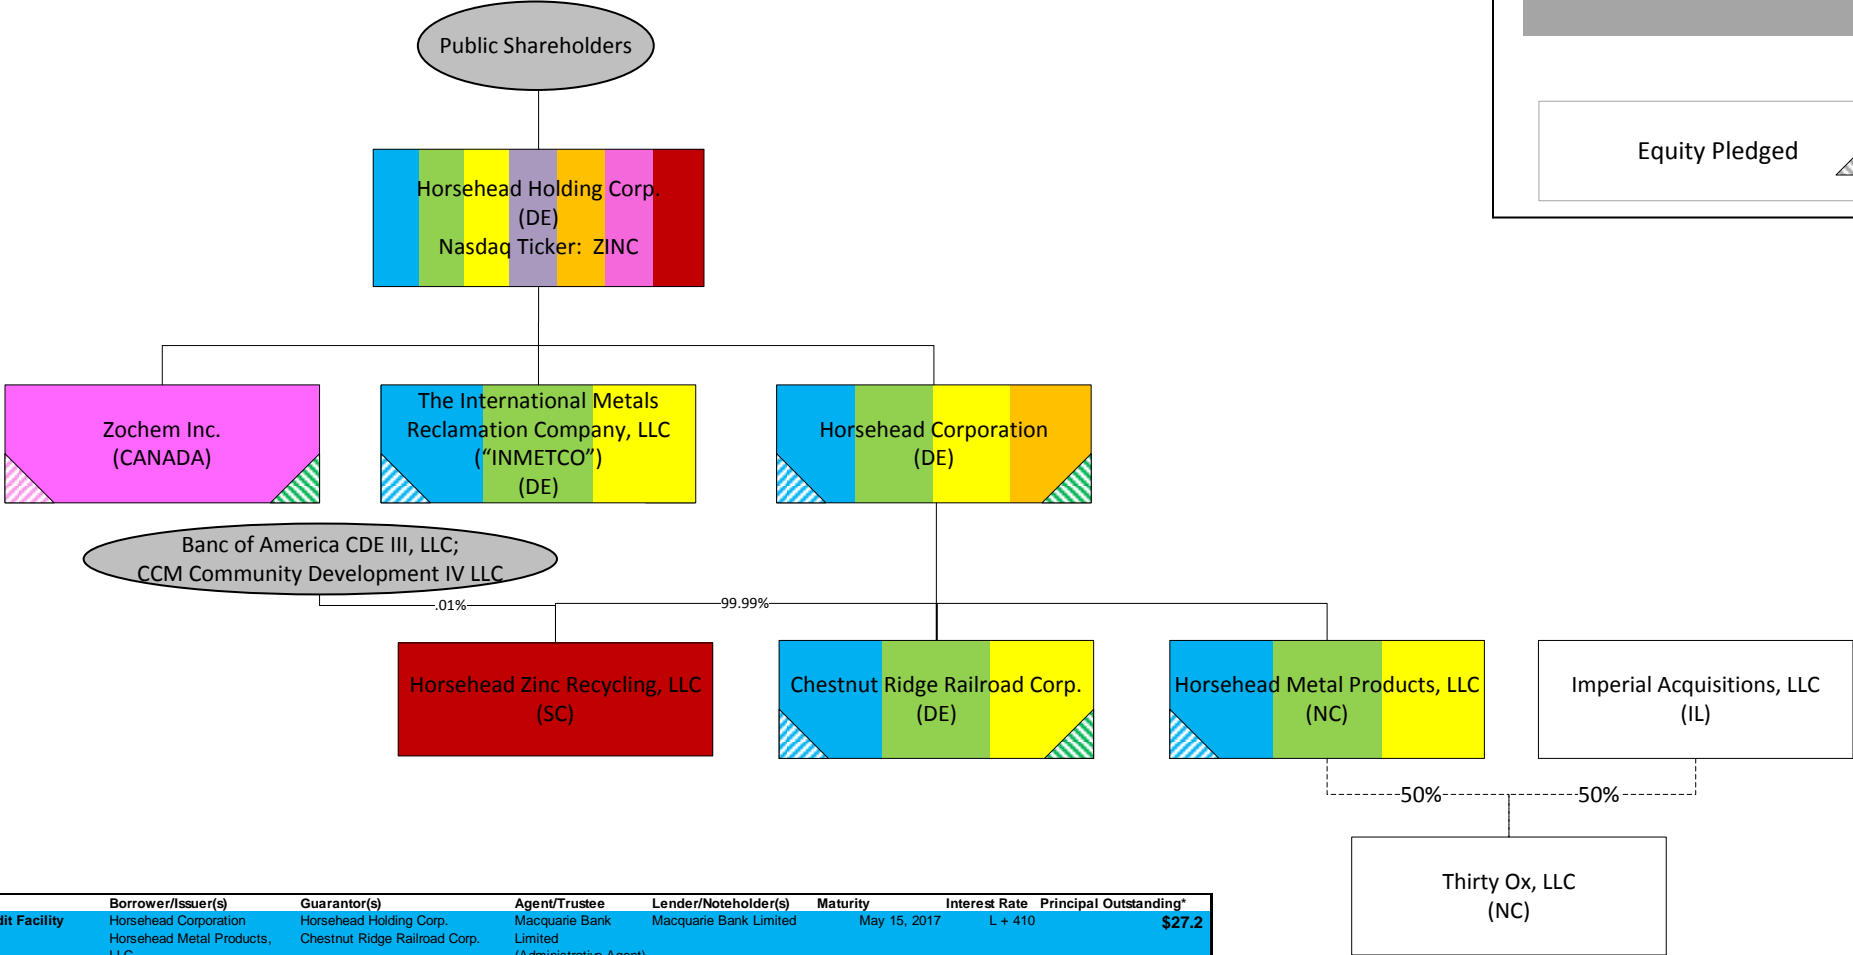 Public Shareholders
Equity Pledged
Horsehead Holding Corp.
(DE)
Nasdaq Ticker: ZINC
Zochem Inc.
(CANADA)
The International Metals
Reclamation Company, LLC
(“INMETCO”)
(DE)
Horsehead Corporation
(DE)
Banc of America CDE III, LLC;
CCM Community Development IV LLC
.01%
99.99%
Horsehead Zinc Recycling, LLC
(SC)
Chestnut Ridge Railroad Corp.
(DE)
Horsehead Metal Products, LLC
(NC)
Imperial Acquisitions, LLC
(IL)
50%
50%
Thirty Ox, LLC
(NC)
Borrower/Issuer(s) Guarantor(s) Agent/Trustee Lender/Noteholder(s) Maturity Interest Rate Principal Outstanding*
dit Facility Horsehead Corporation Horsehead Holding Corp. Macquarie Bank Macquarie Bank Limited May 15, 2017 L + 410 $27.2
Horsehead Metal Products, Chestnut Ridge Railroad Corp. Limited
LLC (Administrative Agent)